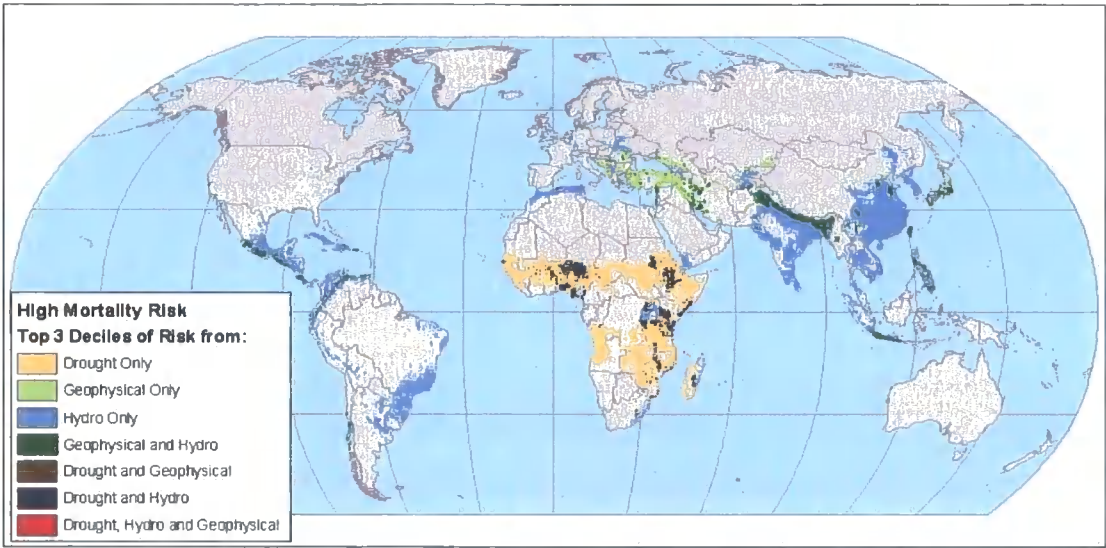 High Mortality Risk
Top 3 Deciles of Risk from:
Drought Only
Geophysical Only
Hydro Only
Geophysical and Hydro
Drought and Geophysical
Drought and Hydro
Drought, Hydro and Geophysical